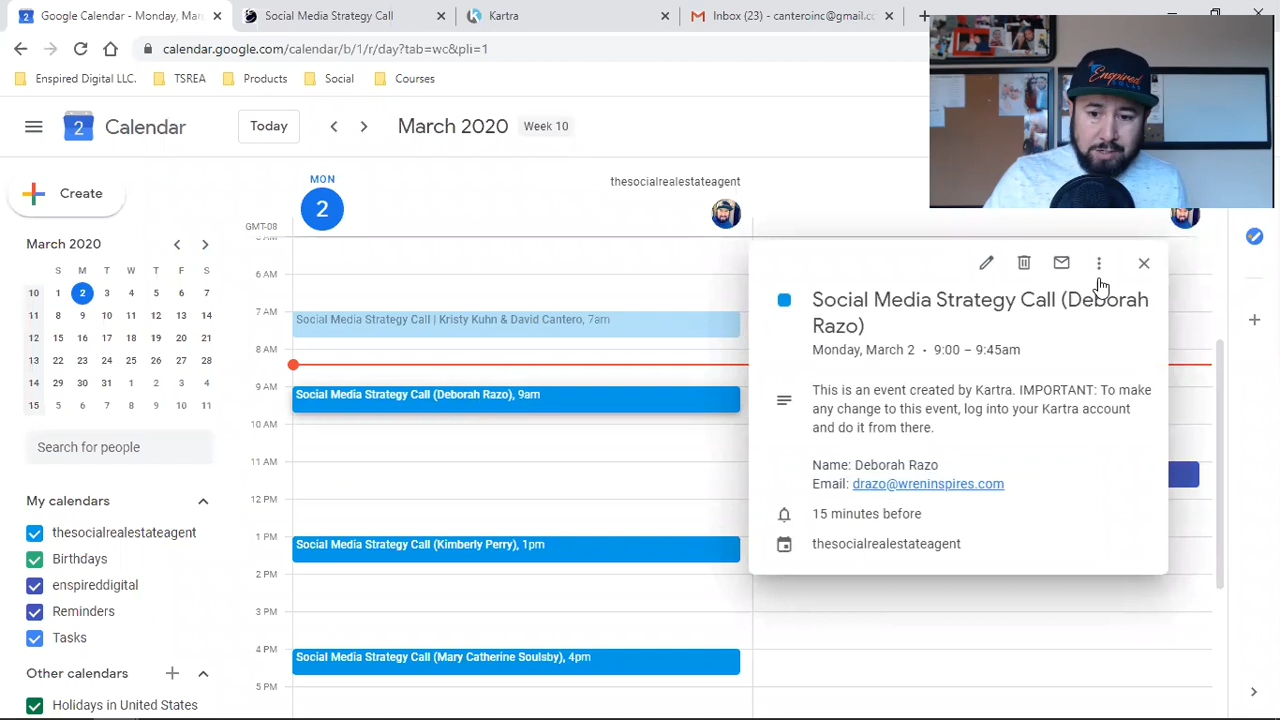 Google Calendar - Monday, Mar
Social Media Strategy Call
Kartra
Inbox (23) - canteroinc@gmail.co
calendar.google.com/calendar/b/1/r/day?tab=wc&pli=1
Enspired Digital LLC.
TSREA
Products
Social
Courses
Enspired
2
Calendar
Today
March 2020
Week 10
Create
MON
2
thesocialrealestateagent
GMT-08
March 2020
S M T W T F S
10 1 2 3 4 5 6 7
11 8 9 10 11 12 13 14
12 15 16 17 18 19 20 21
13 22 23 24 25 26 27 28
14 29 30 31 1 2 3 4
15 5 6 7 8 9 10 11
Search for people
My calendars
thesocialrealestateagent
Birthdays
enspireddigital
Reminders
Tasks
Other calendars
Holidays in United States
6 AM
7 AM
8 AM
9 AM
10 AM
11 AM
12 PM
1 PM
2 PM
3 PM
4 PM
5 PM
Social Media Strategy Call | Kristy Kuhn & David Cantero, 7am
Social Media Strategy Call (Deborah Razo), 9am
Social Media Strategy Call (Kimberly Perry), 1pm
Social Media Strategy Call (Mary Catherine Soulsby), 4pm
Social Media Strategy Call (Deborah
Razo)
Monday, March 2 • 9:00 – 9:45am
This is an event created by Kartra. IMPORTANT: To make
any change to this event, log into your Kartra account
and do it from there.
Name: Deborah Razo
Email: drazo@wreninspires.com
15 minutes before
thesocialrealestateagent